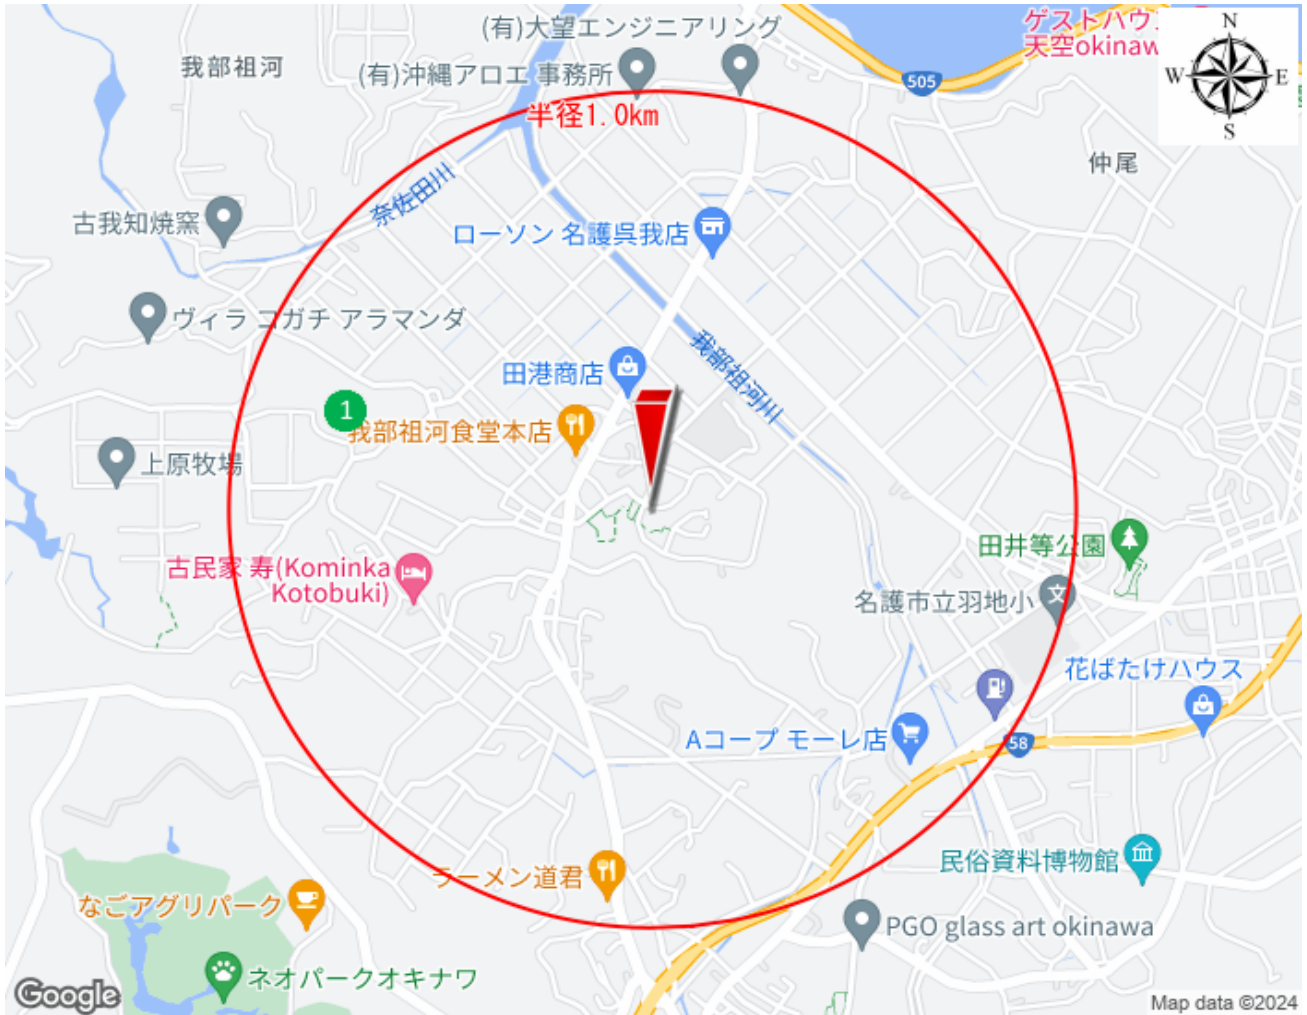 (有)大望エンジニアリング
ゲストハウ
天空okinaw
N
W
E
S
我部祖河
(有)沖縄アロエ 事務所
505
半径1.0km
仲尾
奈佐田川
古我知焼窯
ローソン 名護呉我店
ヴィラ コガチ アラマンダ
我部祖河川
田港商店
1
我部祖河食堂本店
上原牧場
古民家 寿(Kominka
Kotobuki)
田井等公園
名護市立羽地小
文
花ばたけハウス
Aコープ モーレ店
58
民俗資料博物館
ラーメン道君
なごアグリパーク
PGO glass art okinawa
ネオパークオキナワ
Google
Map data ©2024